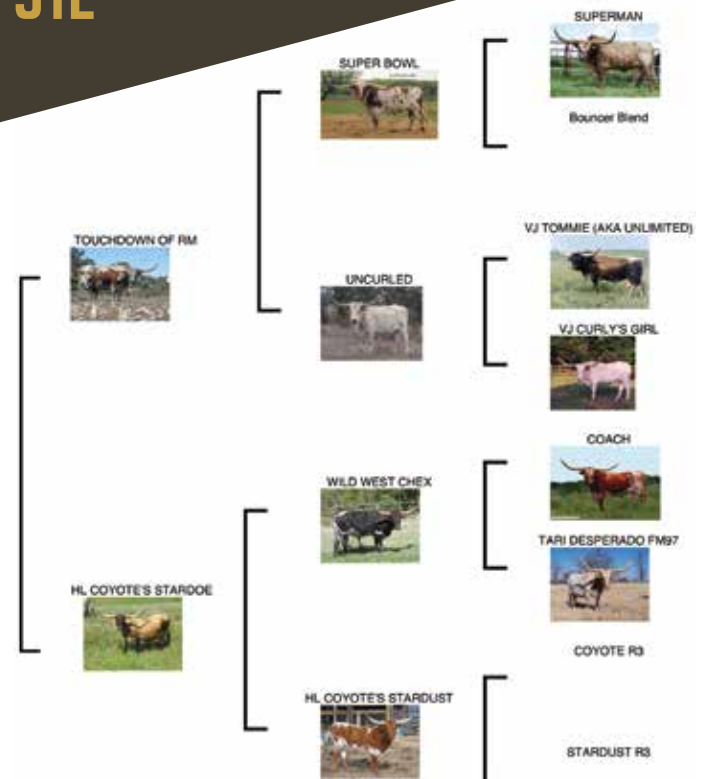 SUPERMAN
SUPER BOWL
Bouncer Blend
TOUCHDOWN OF RM
VJ TOMMIE (AKA UNLIMITED)
UNCURLED
VJ CURLY'S GIRL
COACH
WILD WEST CHEX
TARI DESPERADO FM97
HL COYOTE'S STARDOE
COYOTE R3
HL COYOTE'S STARDUST
STARDUST R3